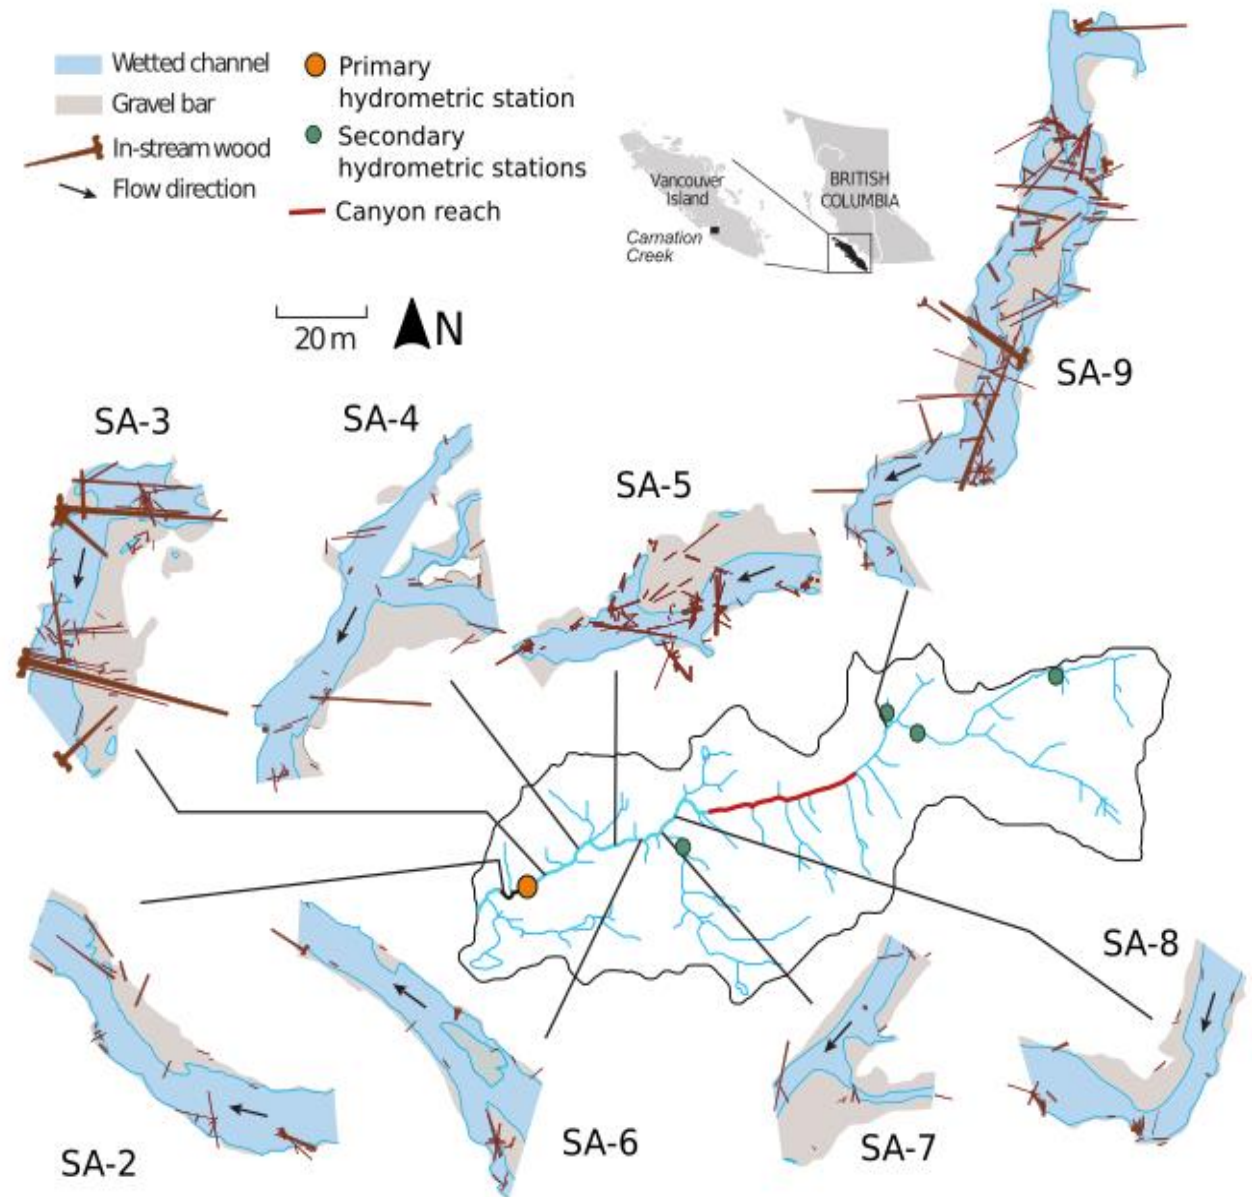 Wetted channel
Gravel bar
In-stream wood
Flow direction
Primary
hydrometric station
Secondary
hydrometric stations
Canyon reach
20 m
N
Vancouver
Island
Carnation
Creek
BRITISH
COLUMBIA
SA-9
SA-3
SA-4
SA-5
SA-8
SA-2
SA-6
SA-7